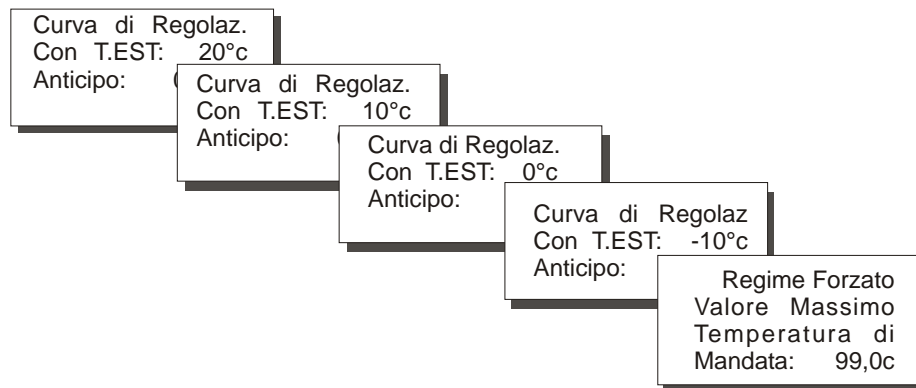 Curva di Regolaz.
Con T.EST: 20°c
Anticipo:
Curva di Regolaz.
Con T.EST: 10°c
Anticipo:
Curva di Regolaz.
Con T.EST: 0°c
Anticipo:
Curva di Regolaz
Con T.EST: -10°c
Anticipo:
Regime Forzato
Valore Massimo
Temperatura di
Mandata: 99,0c